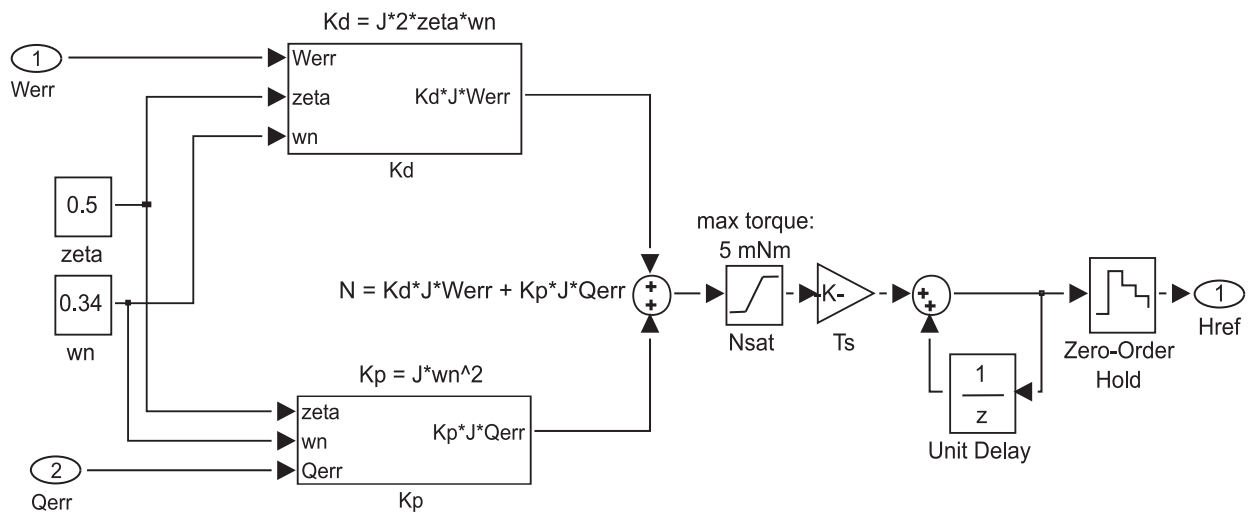 Kd = J*2*zeta*wn
1
Werr
Werr
zeta
wn
Kd*J*Werr
Kd
0.5
zeta
0.34
wn
max torque:
5 mNm
N = Kd*J*Werr + Kp*J*Qerr
+
+
Nsat
-K-
Ts
+
+
1
z
Unit Delay
Zero-Order
Hold
1
Href
Kp = J*wn^2
zeta
wn
Qerr
Kp*J*Qerr
Kp
2
Qerr